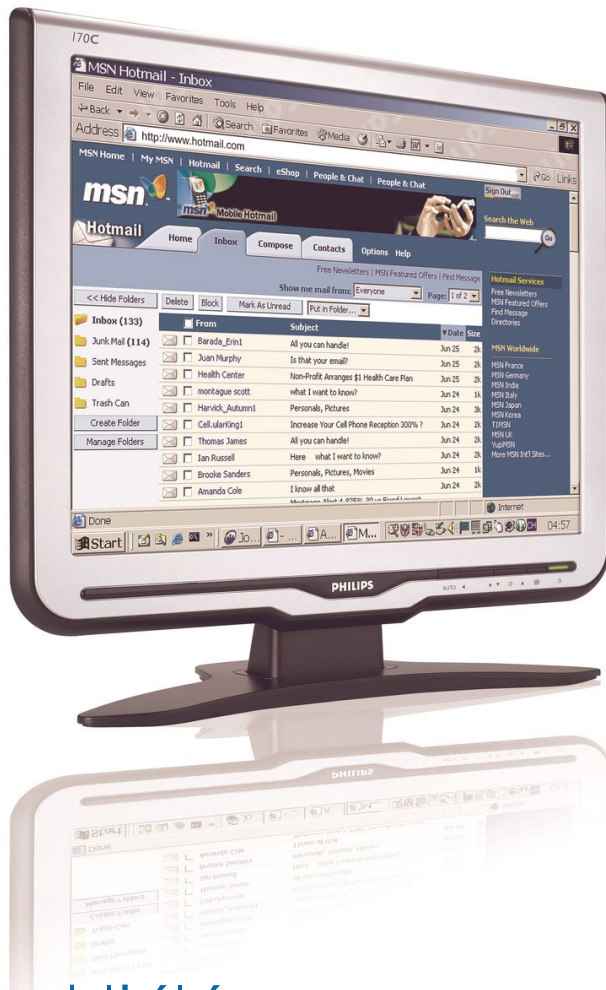 170C
MSN Hotmail - Inbox
File Edit View Favorites Tools Help
Back Search Favorites Media
Address http://www.hotmail.com Go Links
MSN Home | My MSN | Hotmail | Search | eShop | People & Chat | People & Chat
Sign Out
msn
msn Mobile Hotmail
Search the Web
Go
Hotmail
Home Inbox Compose Contacts Options Help
Free Newsletters | MSN Featured Offers | Find Message
Show me mail from: Everyone Page: 1 of 2
<< Hide Folders Delete Block Mark As Unread Put in Folder...
From Subject Date Size
Inbox (133)
Junk Mail (114)
Sent Messages
Drafts
Trash Can
Create Folder
Manage Folders
Barada_Erin1 All you can handle! Jun 25 2k
Juan Murphy Is that your email? Jun 25 2k
Health Center Non-Profit Arranges $1 Health Care Plan Jun 25 2k
montague scott what I want to know? Jun 24 1k
Harvick_Autumn1 Personals, Pictures Jun 24 3k
Cell.ularKing1 Increase Your Cell Phone Reception 300% ? Jun 24 2k
Thomas James All you can handle! Jun 24 2k
Ian Russell Here what I want to know? Jun 24 2k
Brooke Sanders Personals, Pictures, Movies Jun 24 1k
Amanda Cole I know all that Jun 24 2k
Hotmail Services
Free Newsletters
MSN Featured Offers
Find Message
Directories
MSN Worldwide
MSN France
MSN Germany
MSN India
MSN Italy
MSN Japan
MSN Korea
T1MSN
MSN UK
YupiMSN
More MSN Int'l Sites...
Done Internet
Start Jo... - ... A... M... CH 04:57
PHILIPS
AUTO